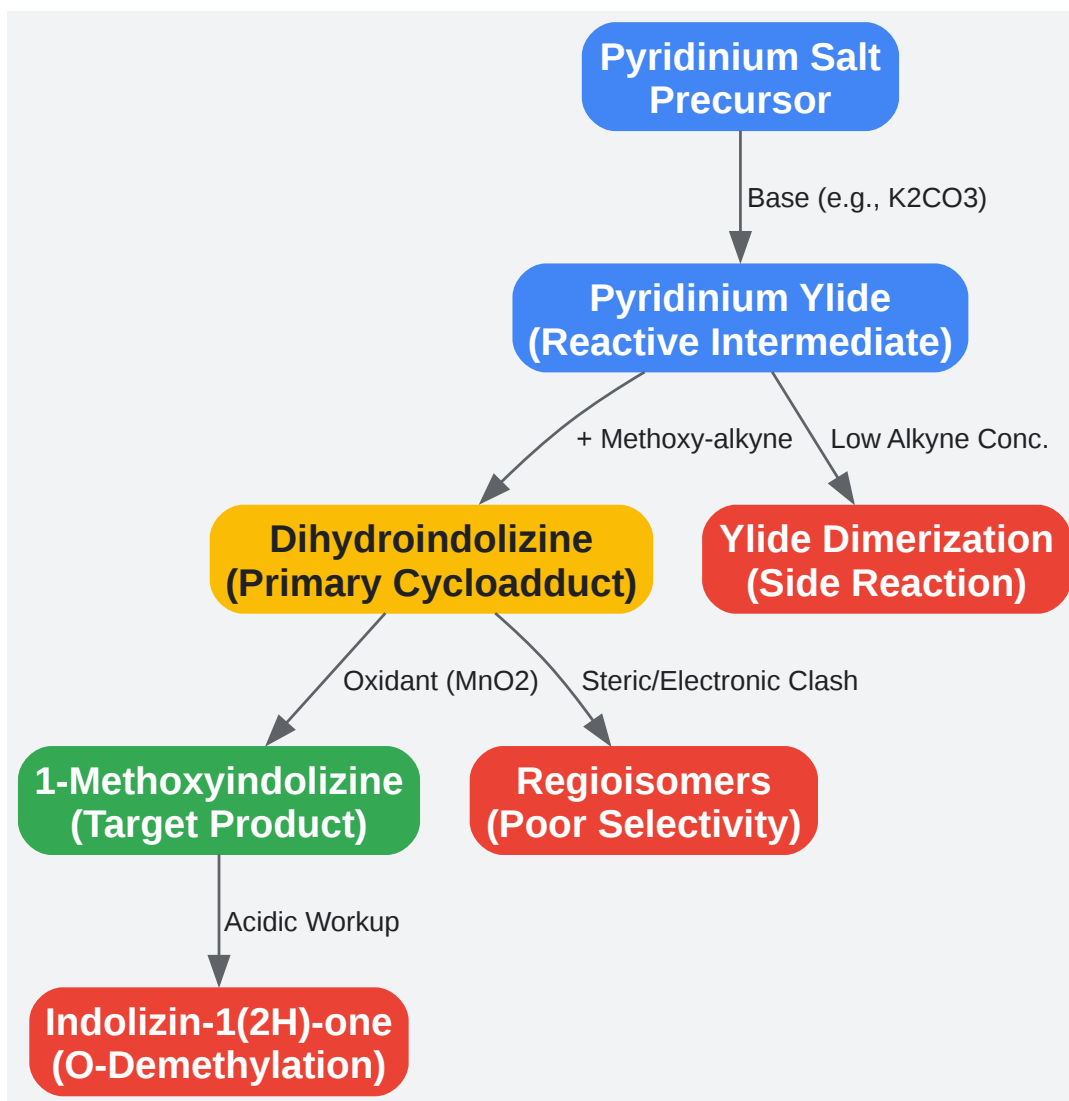 Pyridinium Salt
Precursor
Base (e.g., K2CO3)
Pyridinium Ylide
(Reactive Intermediate)
+ Methoxy-alkyne
Low Alkyne Conc.
Dihydroindolizine
(Primary Cycloadduct)
Ylide Dimerization
(Side Reaction)
Oxidant (MnO2)
Steric/Electronic Clash
1-Methoxyindolizine
(Target Product)
Regioisomers
(Poor Selectivity)
Acidic Workup
Indolizin-1(2H)-one
(O-Demethylation)